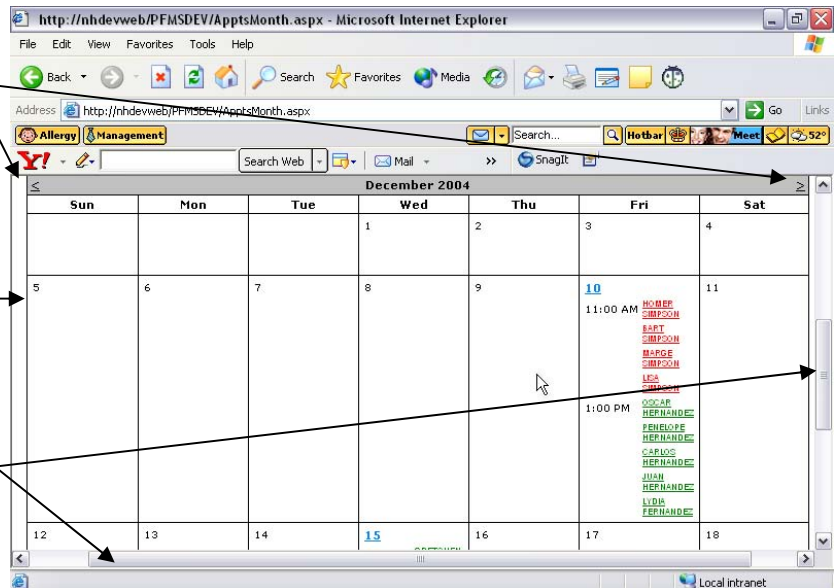 http://nhdevweb/PFMSDEV/ApptsMonth.aspx - Microsoft Internet Explorer
File Edit View Favorites Tools Help
Back Search Favorites Media
Address http://nhdevweb/PFMSDEV/ApptsMonth.aspx Go Links
Allergy Management Search... Hotbar Meet 52°
Y! Search Web Mail » SnagIt
< December 2004 >
Sun Mon Tue Wed Thu Fri Sat
1 2 3 4
5 6 7 8 9 10 11
11:00 AM HOMER
SIMPSON
BART
SIMPSON
MARGE
SIMPSON
LISA
SIMPSON
1:00 PM OSCAR
HERNANDEZ
PENELOPE
HERNANDEZ
CARLOS
HERNANDEZ
JUAN
HERNANDEZ
LYDIA
FERNANDEZ
12 13 14 15 16 17 18
Local intranet